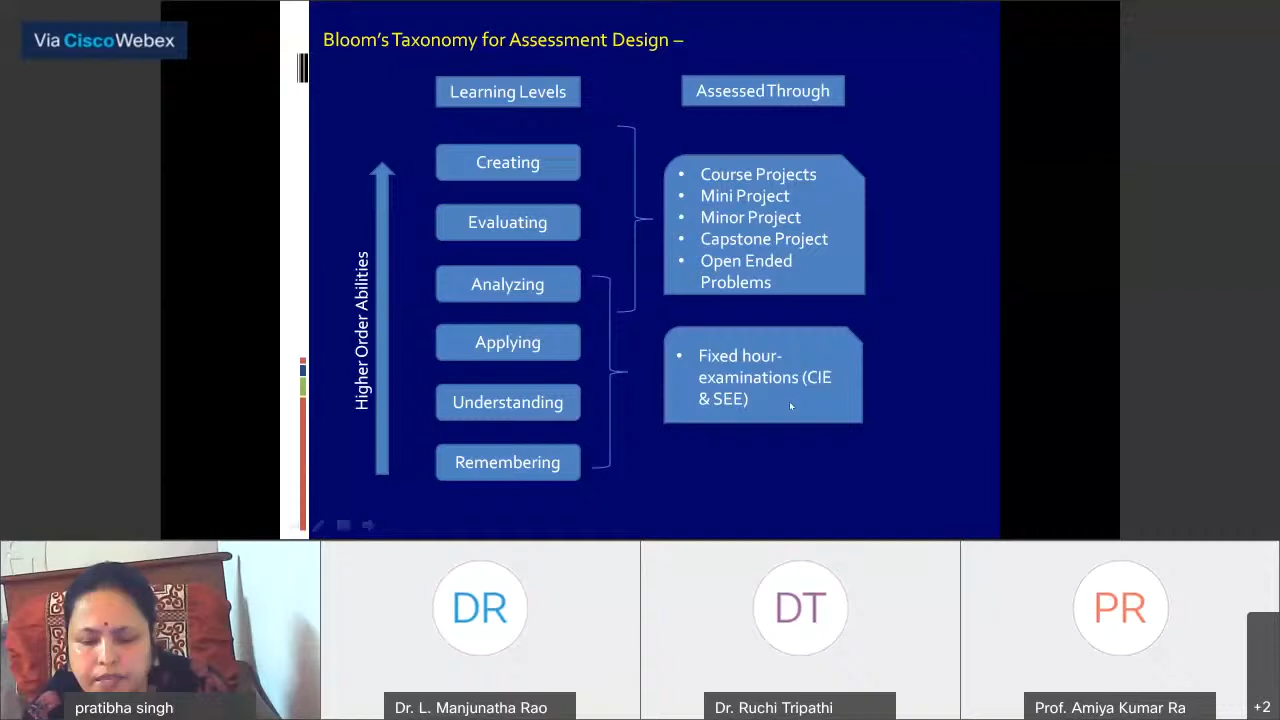 Via Cisco Webex
Bloom's Taxonomy for Assessment Design –
Learning Levels
Assessed Through
Creating
Evaluating
Analyzing
Applying
Understanding
Remembering
Higher Order Abilities
• Course Projects
• Mini Project
• Minor Project
• Capstone Project
• Open Ended
Problems
• Fixed hour-
examinations (CIE
& SEE)
DR
DT
PR
pratibha singh
Dr. L. Manjunatha Rao
Dr. Ruchi Tripathi
Prof. Amiya Kumar Ra
+2